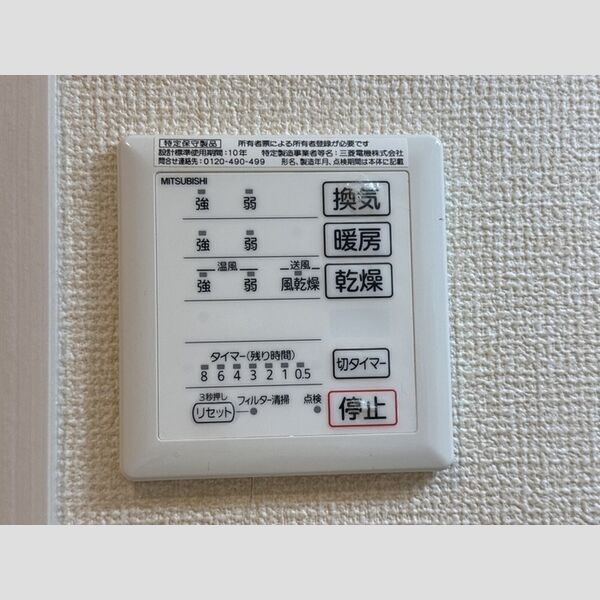 特定保守製品 所有者票による所有者登録が必要です
設計標準使用期間:10年 特定製造事業者等名:三菱電機株式会社
問合せ連絡先:0120-490-499 形名、製造年月、点検期間は本体に記載
MITSUBISHI
強 弱 換気
強 弱 暖房
温風 送風
強 弱 風乾燥 乾燥
タイマー(残り時間) 切タイマー
8 6 4 3 2 1 0.5
3秒押し フィルター清掃 点検
リセット 停止